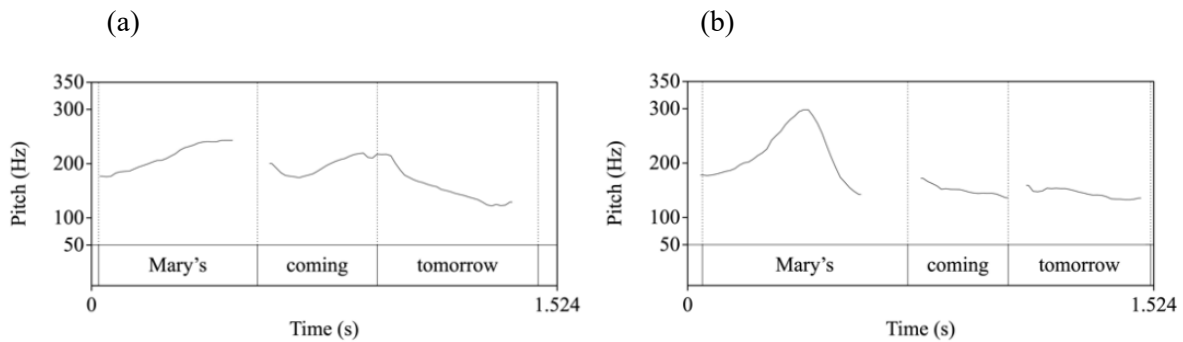 (a)
350
300
200
100
50
Pitch (Hz)
Mary’s coming tomorrow
0 1.524
Time (s)
(b)
350
300
200
100
50
Pitch (Hz)
Mary’s coming tomorrow
0 1.524
Time (s)